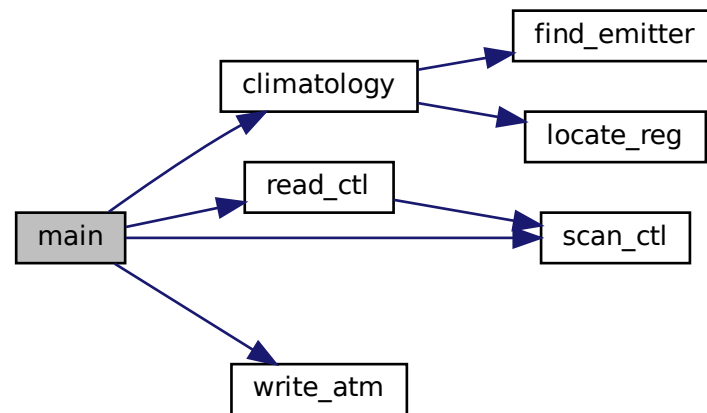 find_emitter
climatology
locate_reg
read_ctl
main
scan_ctl
write_atm